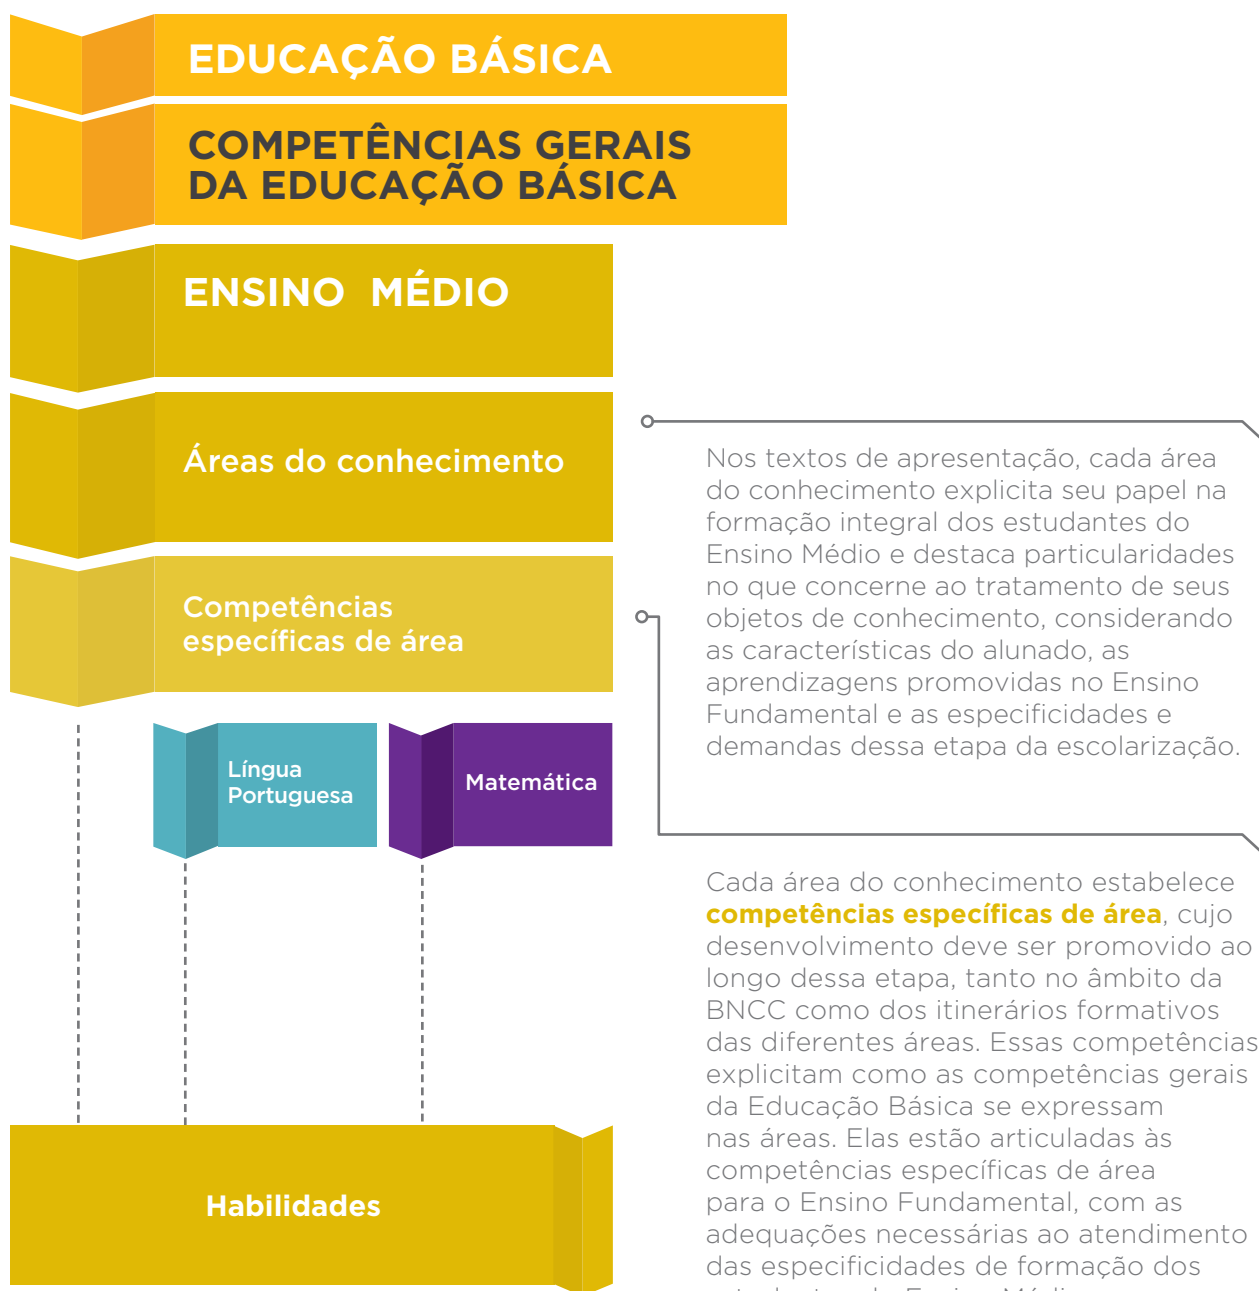 EDUCAÇÃO BÁSICA
COMPETÊNCIAS GERAIS
DA EDUCAÇÃO BÁSICA
ENSINO MÉDIO
Áreas do conhecimento
Competências
específicas de área
Língua
Portuguesa
Matemática
Habilidades
Nos textos de apresentação, cada área
do conhecimento explicita seu papel na
formação integral dos estudantes do
Ensino Médio e destaca particularidades
no que concerne ao tratamento de seus
objetos de conhecimento, considerando
as características do alunado, as
aprendizagens promovidas no Ensino
Fundamental e as especificidades e
demandas dessa etapa da escolarização.
Cada área do conhecimento estabelece
competências específicas de área, cujo
desenvolvimento deve ser promovido ao
longo dessa etapa, tanto no âmbito da
BNCC como dos itinerários formativos
das diferentes áreas. Essas competências
explicitam como as competências gerais
da Educação Básica se expressam
nas áreas. Elas estão articuladas às
competências específicas de área
para o Ensino Fundamental, com as
adequações necessárias ao atendimento
das especificidades de formação dos